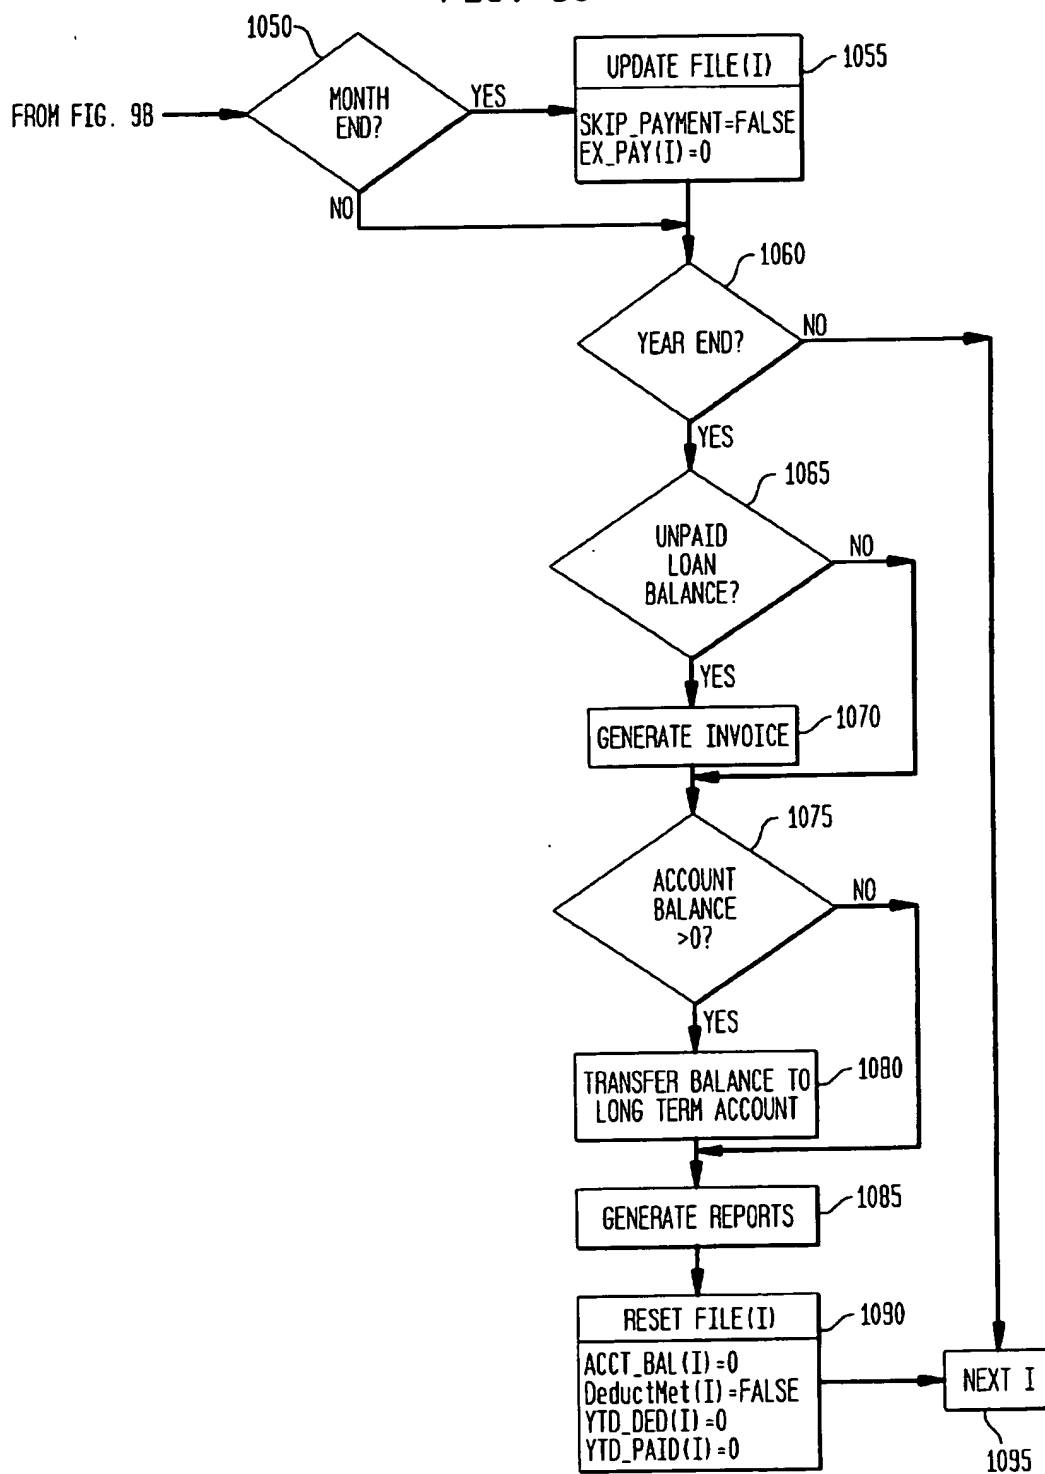 1050
MONTH
END?
FROM FIG. 9B
YES
NO
UPDATE FILE(I)
1055
SKIP_PAYMENT=FALSE
EX_PAY(I)=0
1060
YEAR END?
NO
YES
1065
UNPAID
LOAN
BALANCE?
NO
YES
GENERATE INVOICE
1070
1075
ACCOUNT
BALANCE
>0?
NO
YES
TRANSFER BALANCE TO
LONG TERM ACCOUNT
1080
GENERATE REPORTS
1085
RESET FILE(I)
1090
ACCT_BAL(I)=0
DeductMet(I)=FALSE
YTD_DED(I)=0
YTD_PAID(I)=0
NEXT I
1095